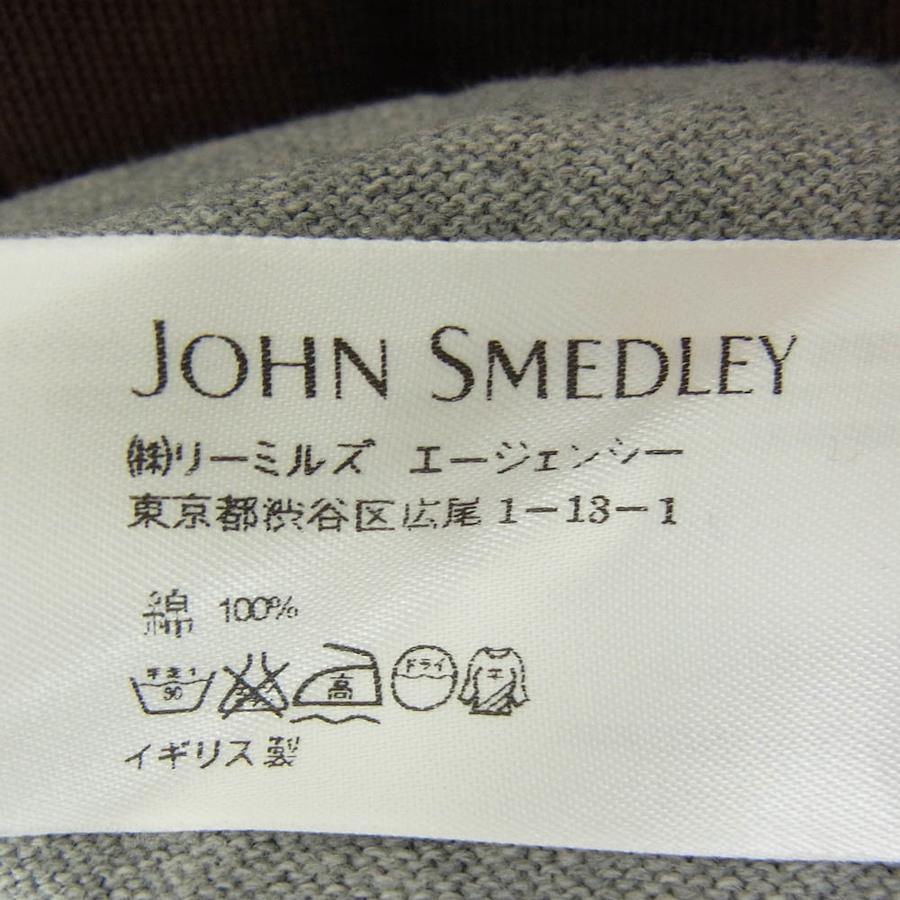 JOHN SMEDLEY
㈱リーミルズ エージェンシー
東京都渋谷区広尾1-13-1
綿 100%
手洗イ 30 高 ドライ エ
イギリス製